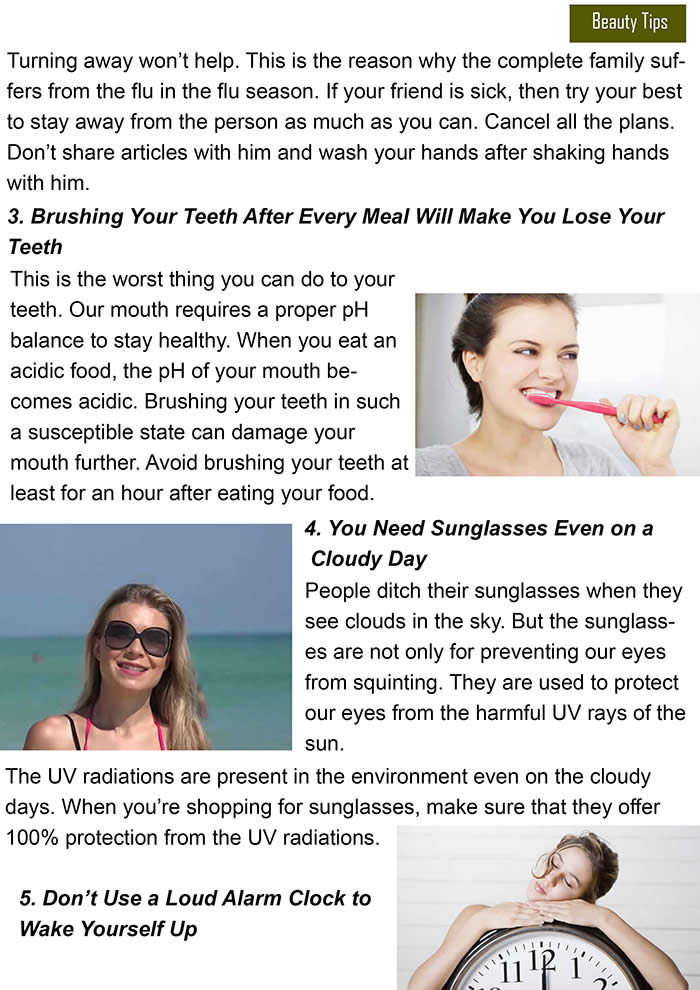 Beauty Tips
Turning away won’t help. This is the reason why the complete family suf-
fers from the flu in the flu season. If your friend is sick, then try your best
to stay away from the person as much as you can. Cancel all the plans.
Don’t share articles with him and wash your hands after shaking hands
with him.
3. Brushing Your Teeth After Every Meal Will Make You Lose Your
Teeth
This is the worst thing you can do to your
teeth. Our mouth requires a proper pH
balance to stay healthy. When you eat an
acidic food, the pH of your mouth be-
comes acidic. Brushing your teeth in such
a susceptible state can damage your
mouth further. Avoid brushing your teeth at
least for an hour after eating your food.
4. You Need Sunglasses Even on a
Cloudy Day
People ditch their sunglasses when they
see clouds in the sky. But the sunglass-
es are not only for preventing our eyes
from squinting. They are used to protect
our eyes from the harmful UV rays of the
sun.
The UV radiations are present in the environment even on the cloudy
days. When you’re shopping for sunglasses, make sure that they offer
100% protection from the UV radiations.
5. Don’t Use a Loud Alarm Clock to
Wake Yourself Up
11 12 1